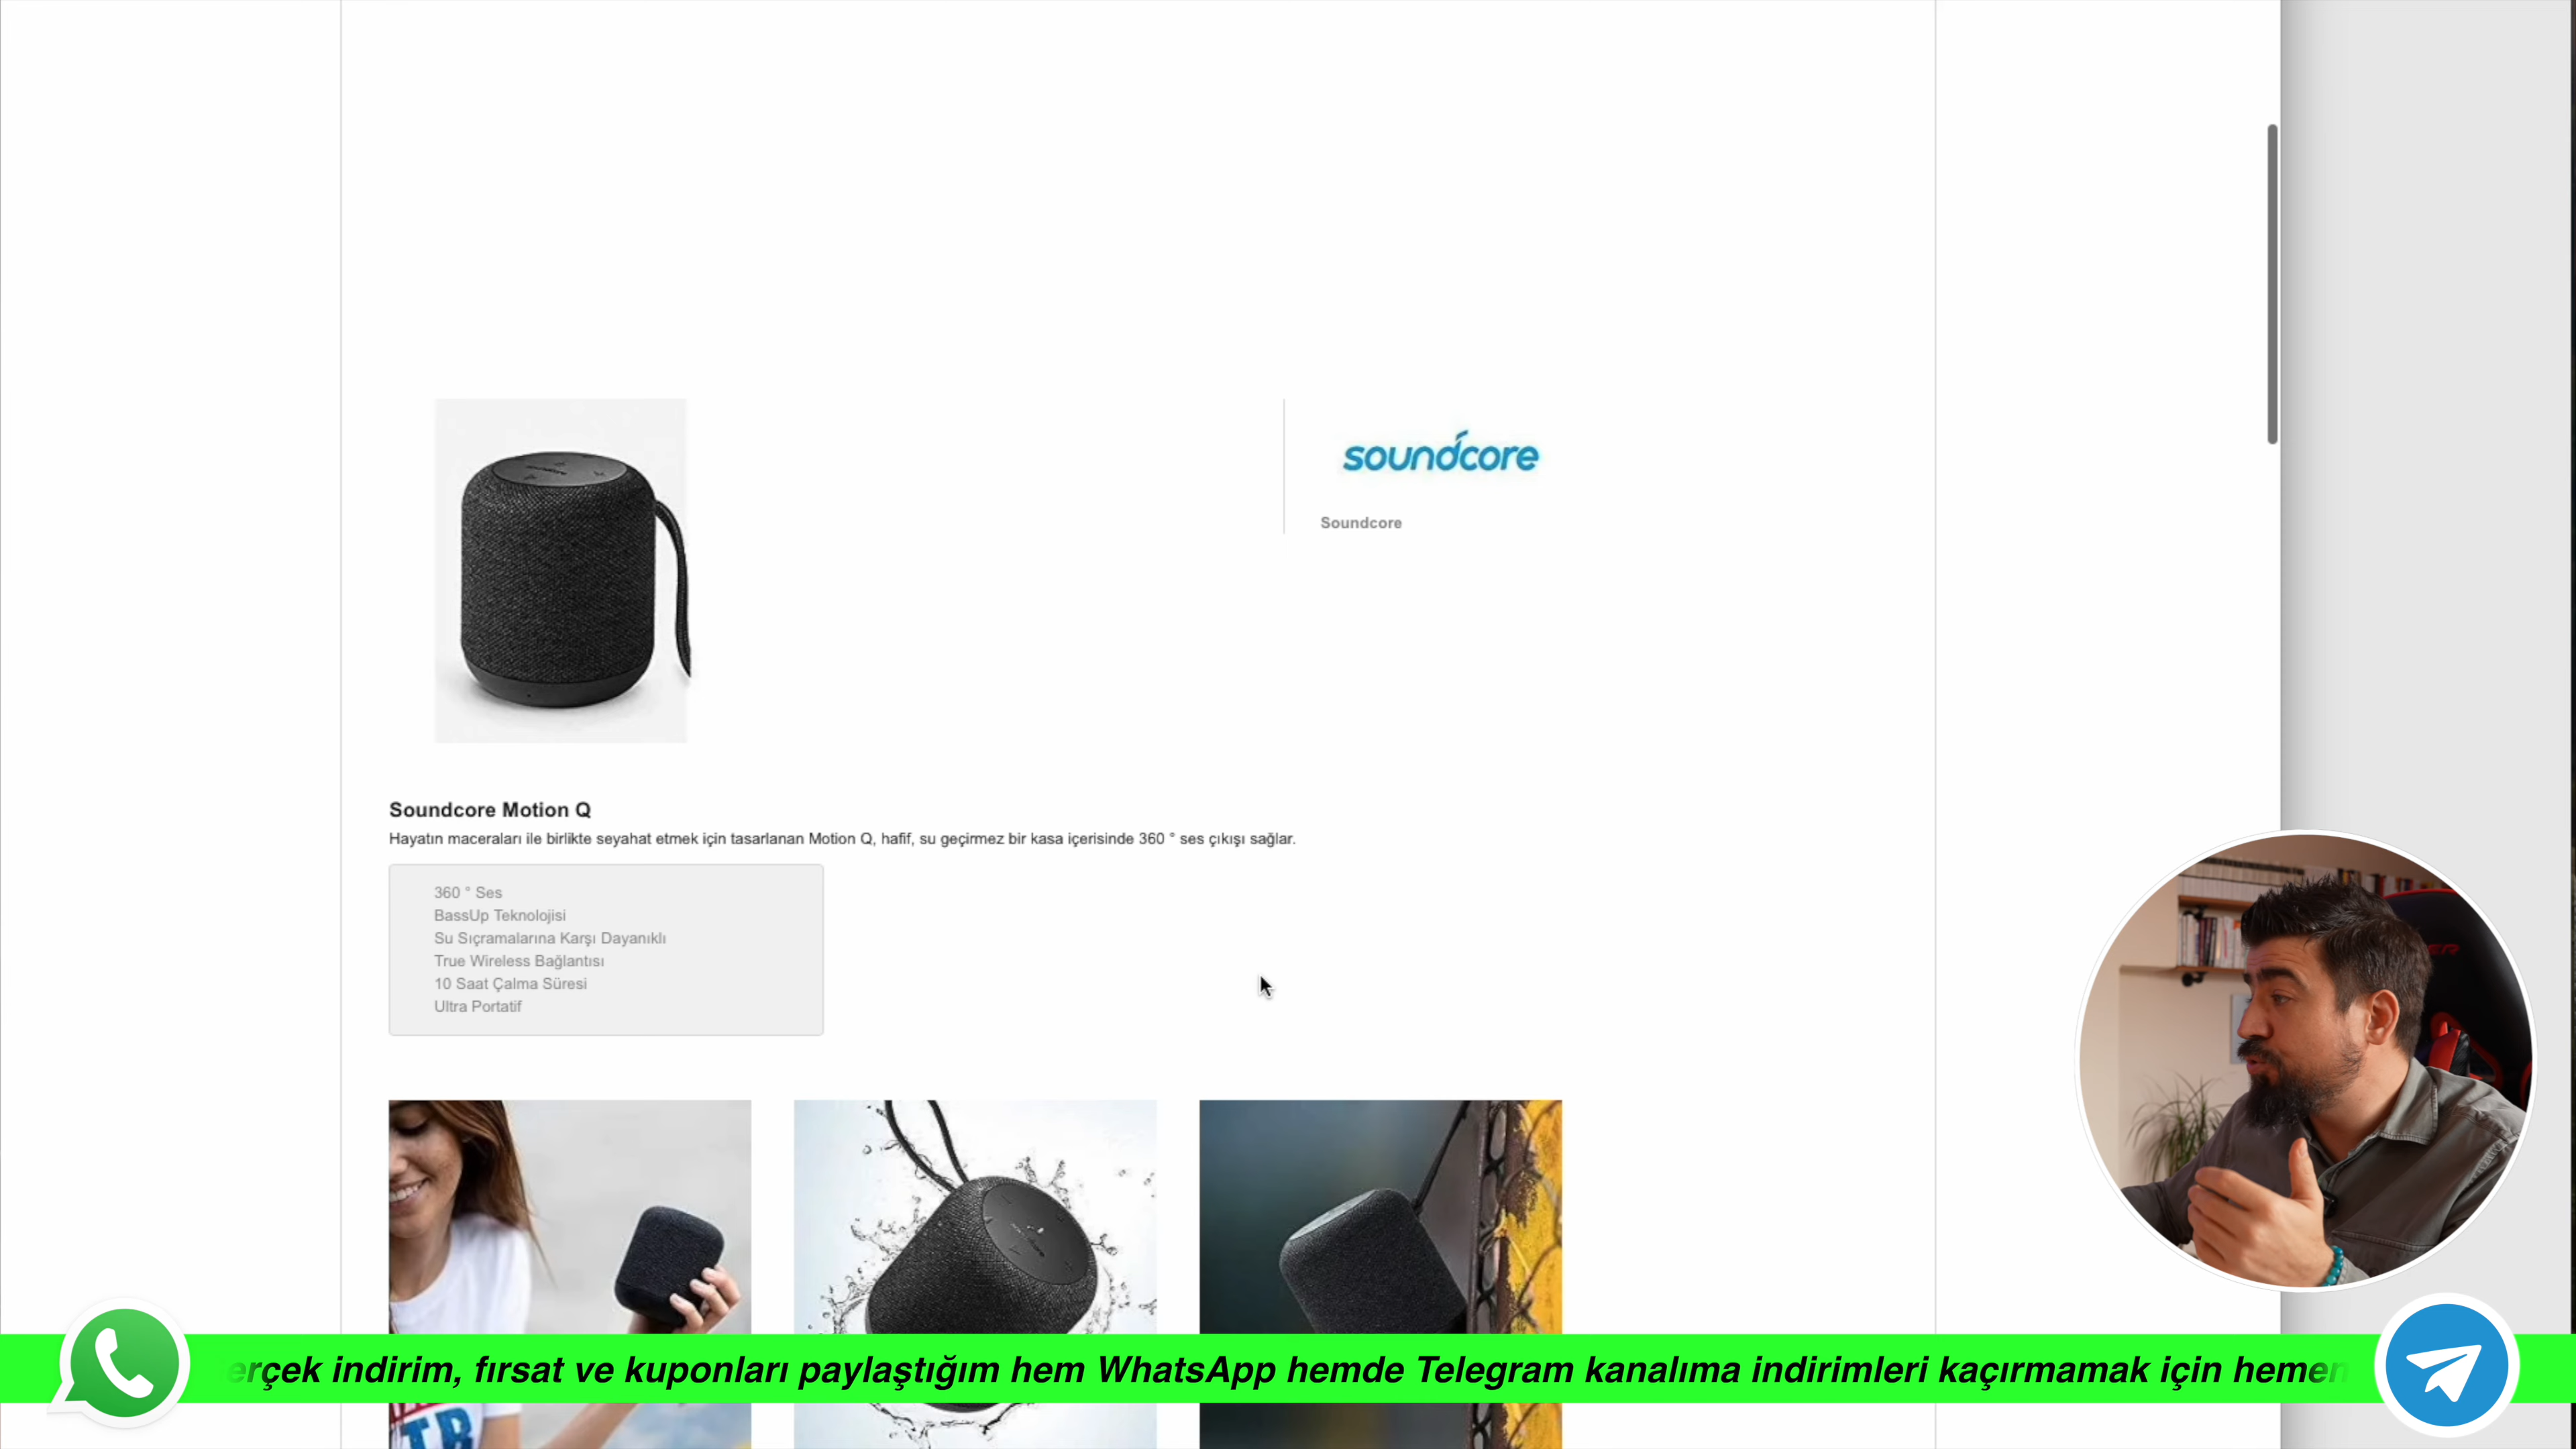 soundcore
Soundcore
Soundcore Motion Q
Hayatın maceraları ile birlikte seyahat etmek için tasarlanan Motion Q, hafif, su geçirmez bir kasa içerisinde 360 ° ses çıkışı sağlar.
360 ° Ses
BassUp Teknolojisi
Su Sıçramalarına Karşı Dayanıklı
True Wireless Bağlantısı
10 Saat Çalma Süresi
Ultra Portatif
erçek indirim, fırsat ve kuponları paylaştığım hem WhatsApp hemde Telegram kanalıma indirimleri kaçırmamak için hemen